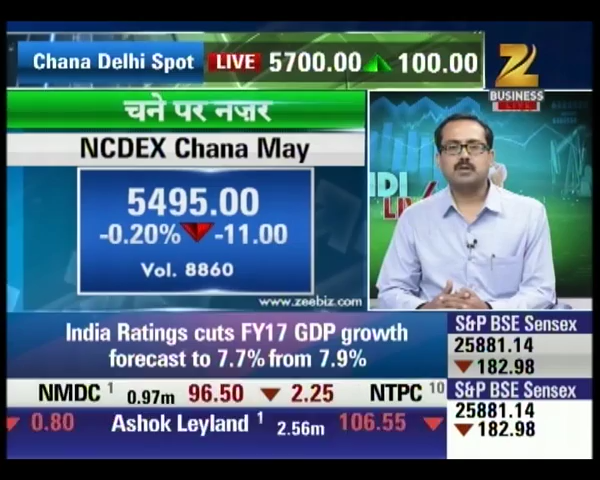 Chana Delhi Spot LIVE 5700.00 100.00
Z
BUSINESS
चने पर नज़र
NCDEX Chana May
5495.00
-0.20% -11.00
Vol. 8860
www.zeebiz.com
India Ratings cuts FY17 GDP growth
forecast to 7.7% from 7.9%
S&P BSE Sensex
25881.14
182.98
NMDC 1 0.97m 96.50 2.25 NTPC 10
0.80 Ashok Leyland 1 2.56m 106.55
S&P BSE Sensex
25881.14
182.98